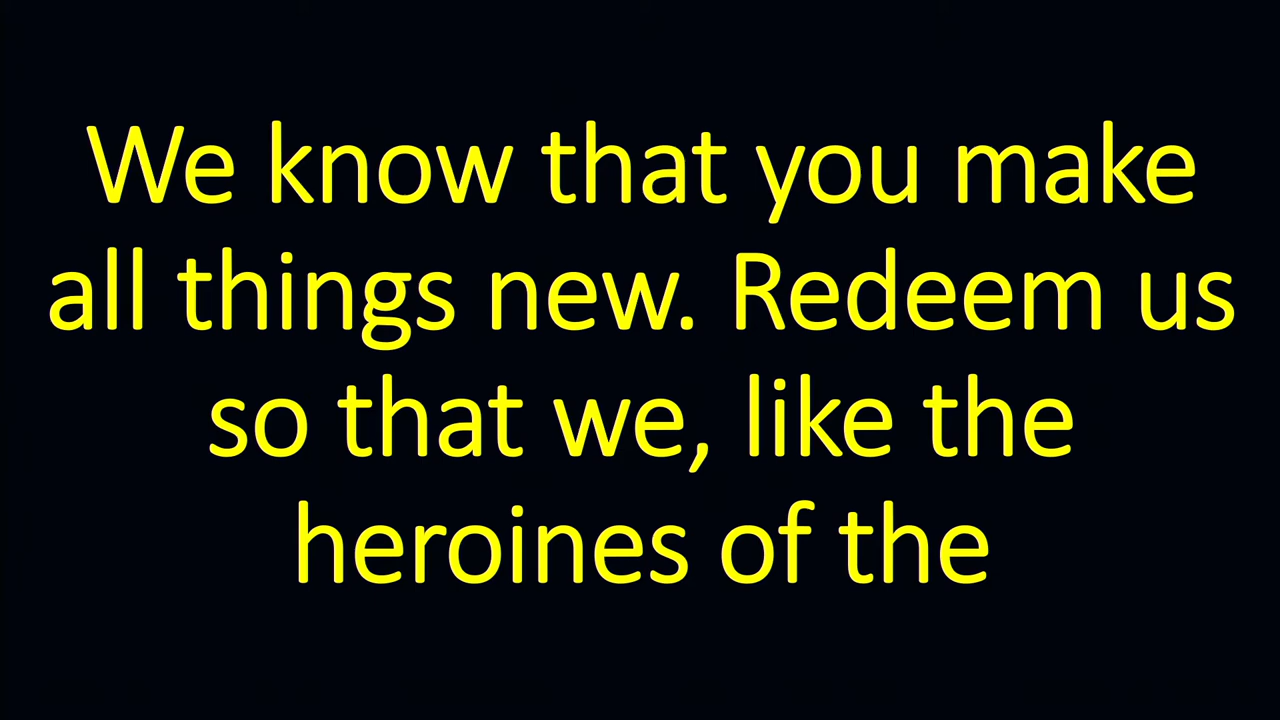 We know that you make
all things new. Redeem us
so that we, like the
heroines of the